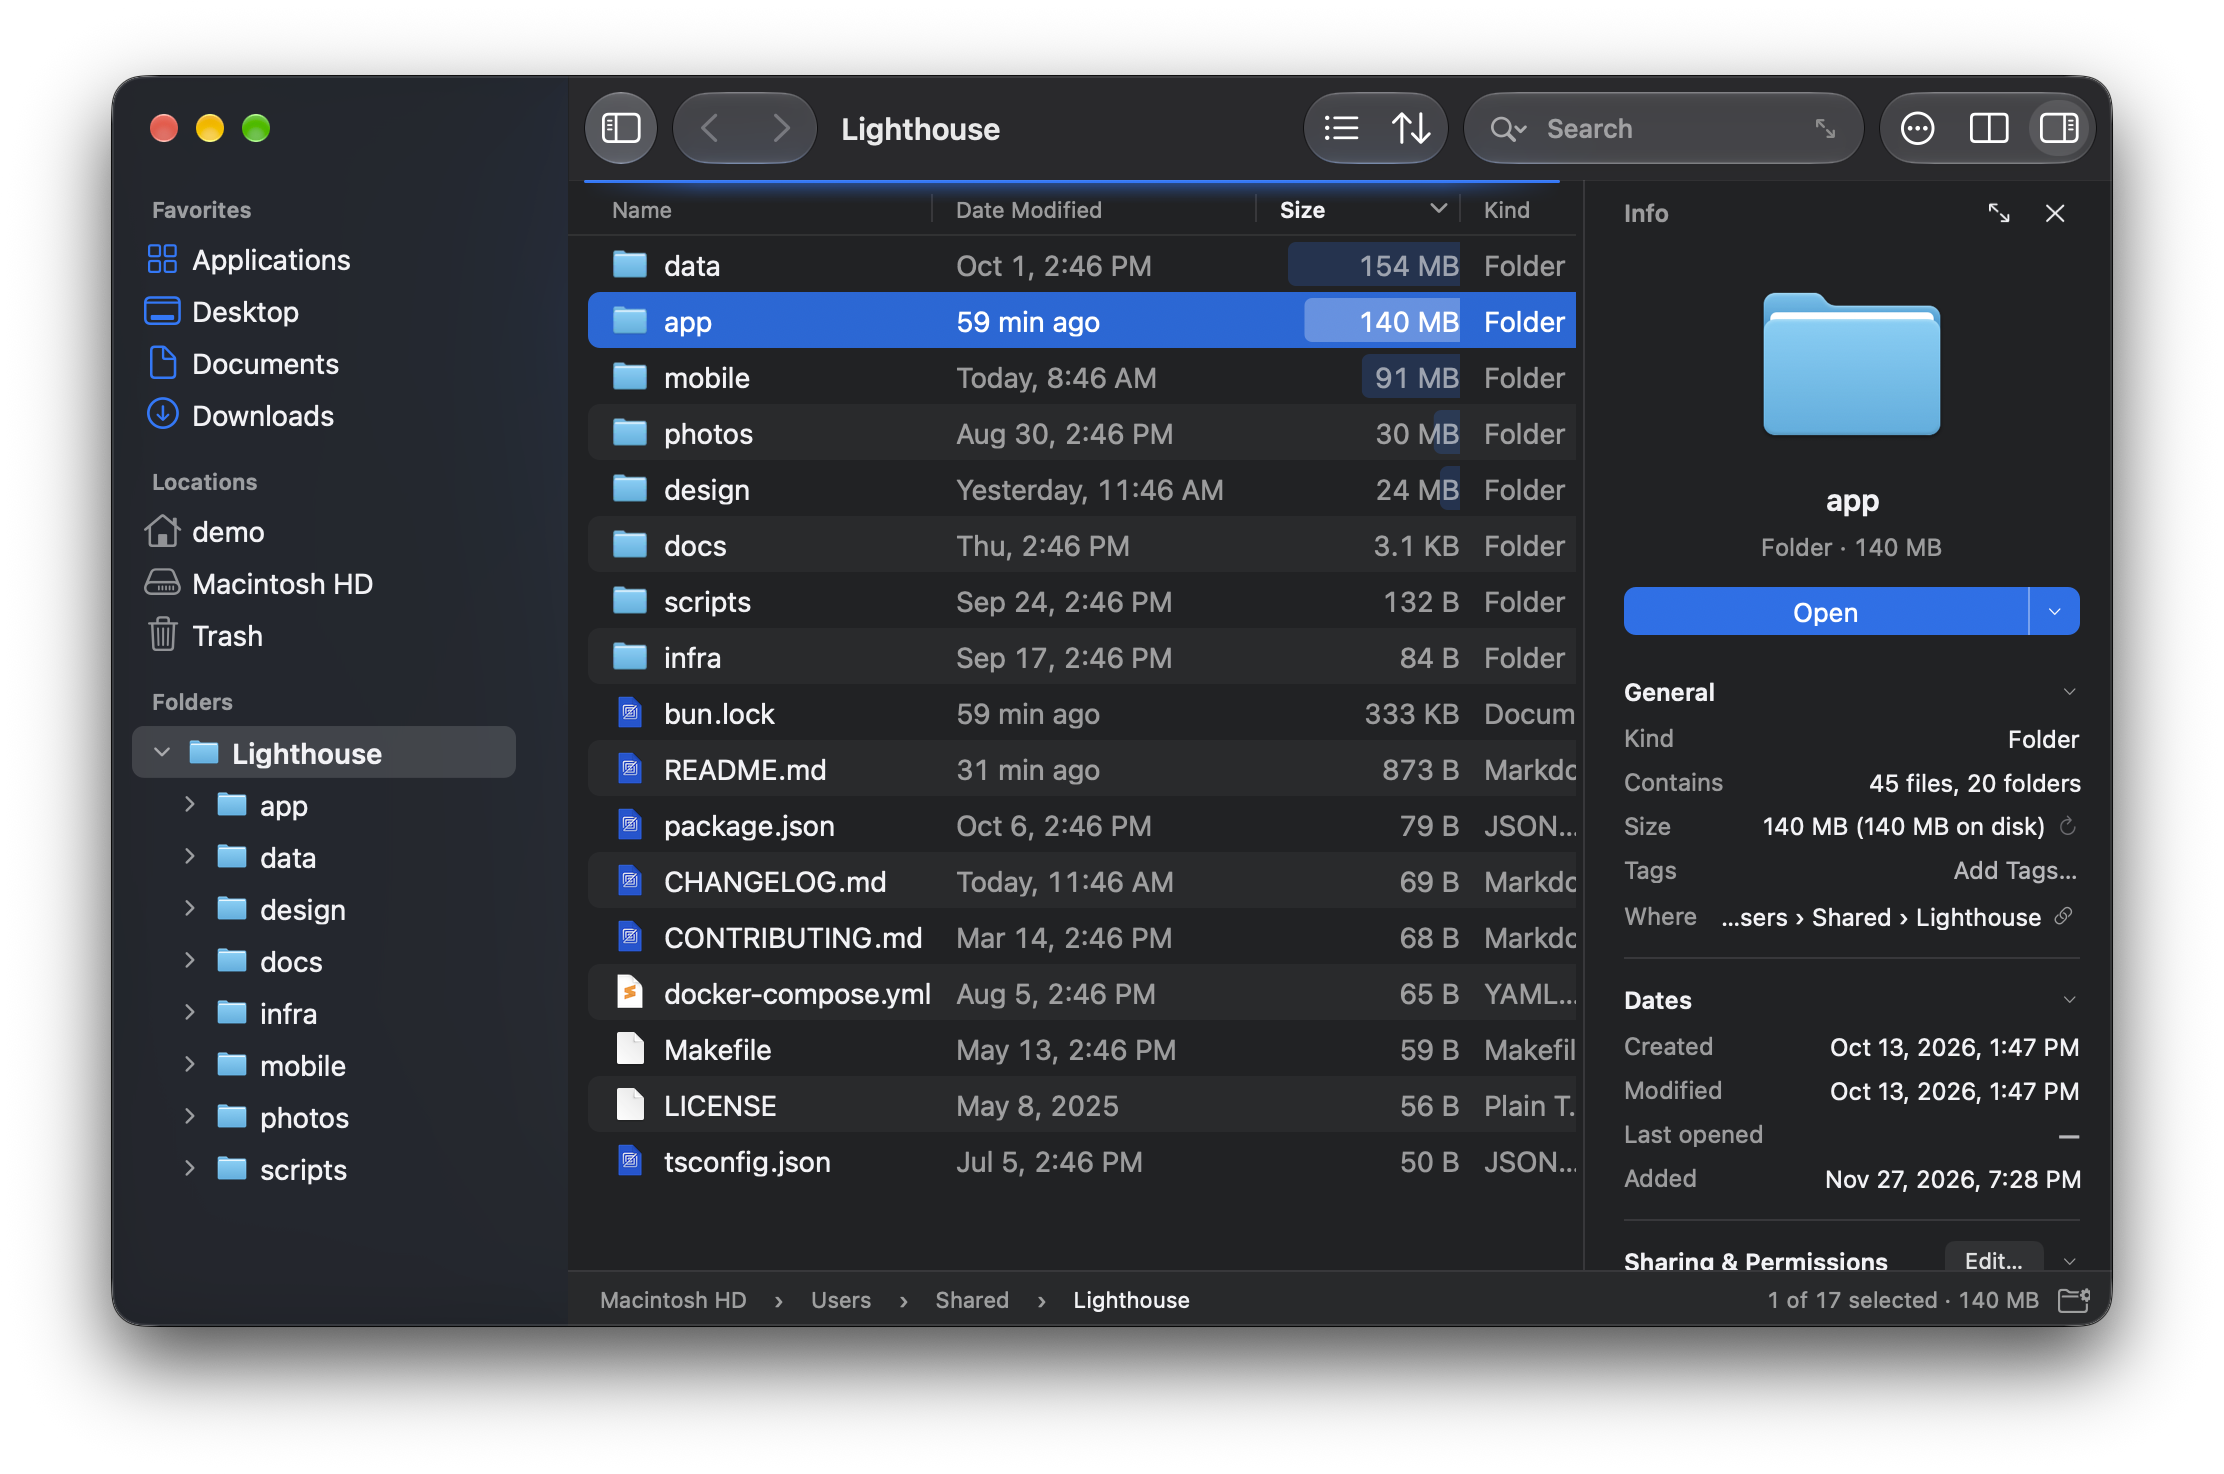 Lighthouse
Search
Favorites
Applications
Desktop
Documents
Downloads
Locations
demo
Macintosh HD
Trash
Folders
Lighthouse
app
data
design
docs
infra
mobile
photos
scripts
Name Date Modified Size Kind
data Oct 1, 2:46 PM 154 MB Folder
app 59 min ago 140 MB Folder
mobile Today, 8:46 AM 91 MB Folder
photos Aug 30, 2:46 PM 30 MB Folder
design Yesterday, 11:46 AM 24 MB Folder
docs Thu, 2:46 PM 3.1 KB Folder
scripts Sep 24, 2:46 PM 132 B Folder
infra Sep 17, 2:46 PM 84 B Folder
bun.lock 59 min ago 333 KB Docum
README.md 31 min ago 873 B Markdc
package.json Oct 6, 2:46 PM 79 B JSON...
CHANGELOG.md Today, 11:46 AM 69 B Markdc
CONTRIBUTING.md Mar 14, 2:46 PM 68 B Markdc
docker-compose.yml Aug 5, 2:46 PM 65 B YAML...
Makefile May 13, 2:46 PM 59 B Makefil
LICENSE May 8, 2025 56 B Plain T.
tsconfig.json Jul 5, 2:46 PM 50 B JSON...
Info
app
Folder · 140 MB
Open
General
Kind Folder
Contains 45 files, 20 folders
Size 140 MB (140 MB on disk)
Tags Add Tags...
Where ...sers › Shared › Lighthouse
Dates
Created Oct 13, 2026, 1:47 PM
Modified Oct 13, 2026, 1:47 PM
Last opened —
Added Nov 27, 2026, 7:28 PM
Sharing & Permissions Edit...
Macintosh HD › Users › Shared › Lighthouse
1 of 17 selected · 140 MB